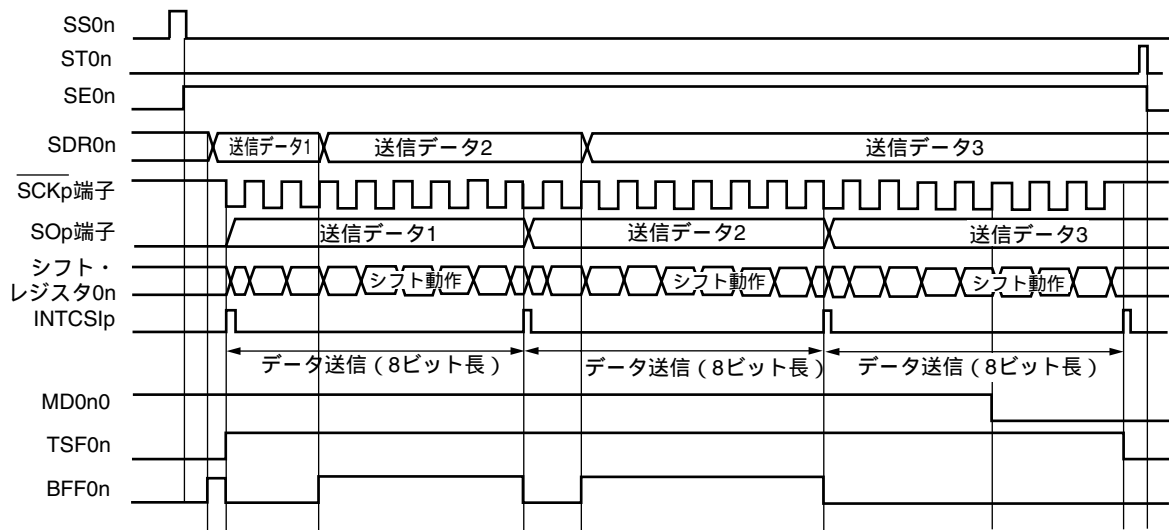 SS0n
ST0n
SE0n
SDR0n 送信データ1 送信データ2 送信データ3
SCKp端子
SOp端子 送信データ1 送信データ2 送信データ3
シフト・
レジスタ0n シフト動作 シフト動作 シフト動作
INTCSIp
データ送信（8ビット長） データ送信（8ビット長） データ送信（8ビット長）
MD0n0
TSF0n
BFF0n